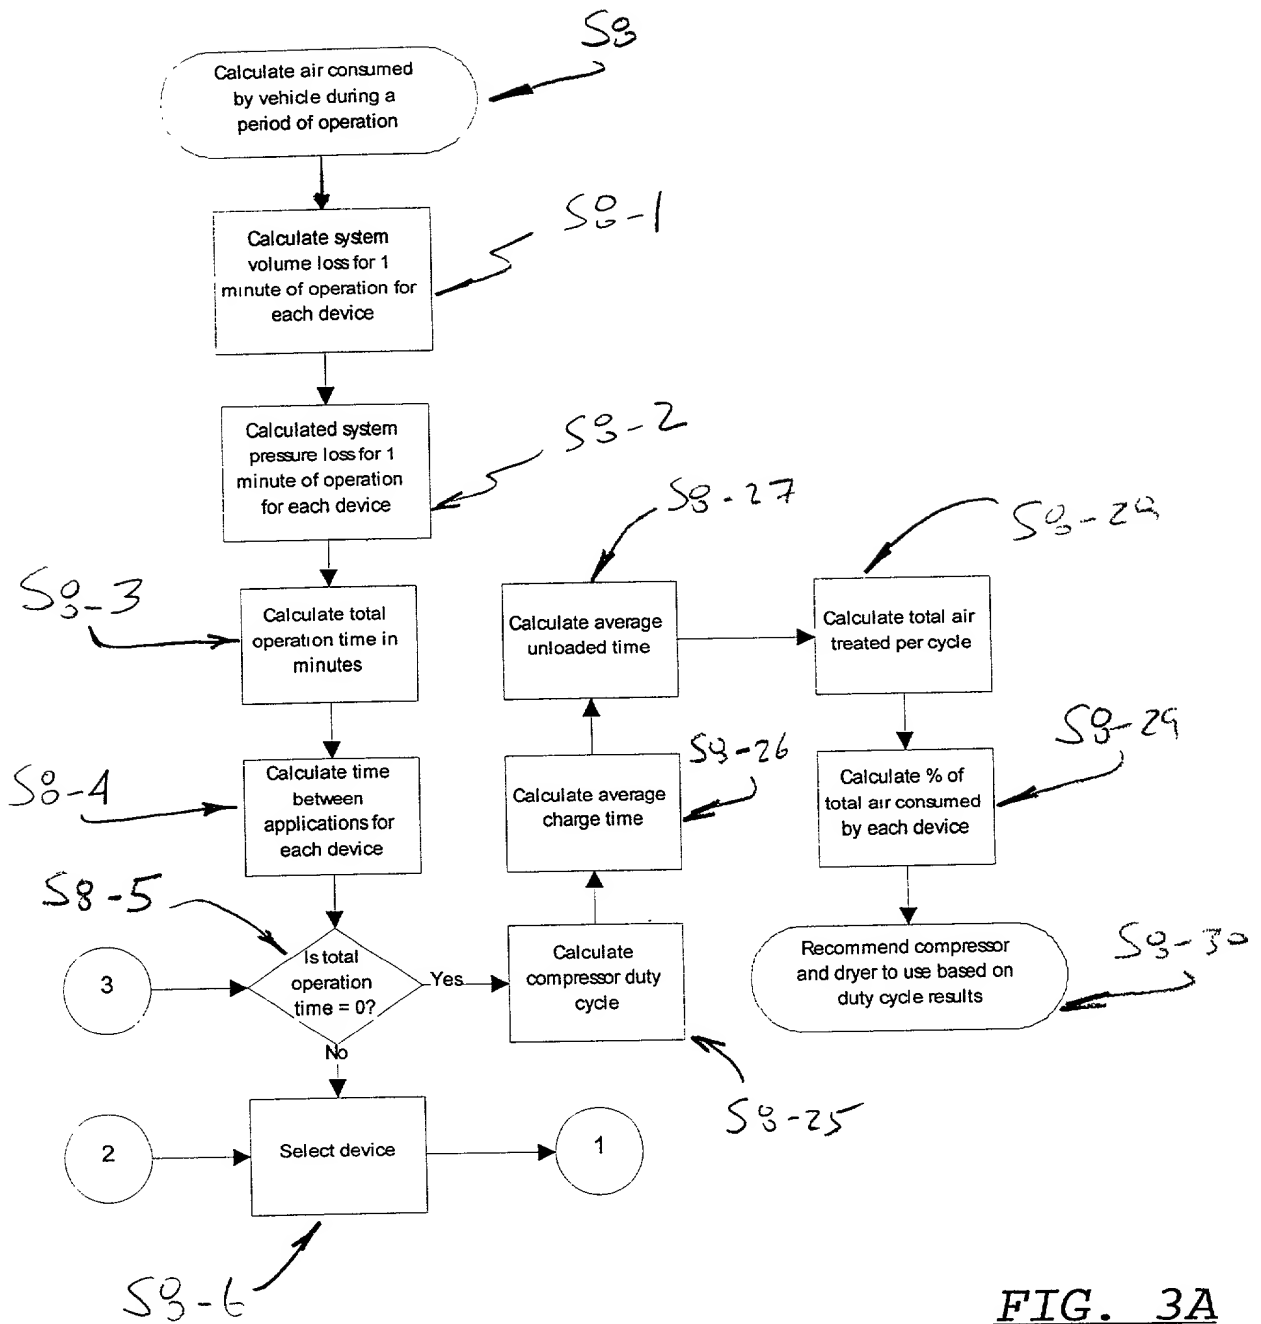 S8
Calculate air consumed
by vehicle during a
period of operation
S8-1
Calculate system
volume loss for 1
minute of operation for
each device
S8-2
Calculated system
pressure loss for 1
minute of operation
for each device
S8-3
Calculate total
operation time in
minutes
S8-4
Calculate time
between
applications for
each device
S8-5
3
Is total
operation
time = 0?
Yes
No
2
Select device
1
S8-6
S8-25
Calculate
compressor duty
cycle
S8-26
Calculate average
charge time
S8-27
Calculate average
unloaded time
Calculate total air
treated per cycle
S8-29
Calculate % of
total air consumed
by each device
S8-30
Recommend compressor
and dryer to use based on
duty cycle results
FIG. 3A